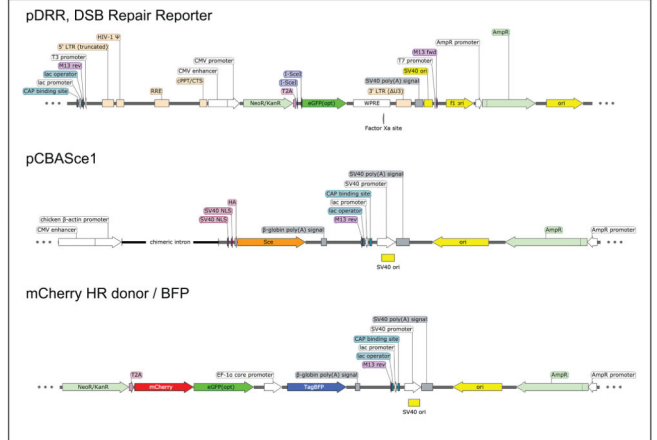 pDRR, DSB Repair Reporter
HIV-1 Ψ
5' LTR (truncated)
T3 promoter
M13 rev
lac operator
lac promoter
CAP binding site
RRE
CMV promoter
CMV enhancer
cPPT/CTS
NeoR/KanR
I-SceI
I-SceI
T2A
eGFP(opt)
WPRE
Factor Xa site
3' LTR (ΔU3)
SV40 poly(A) signal
SV40 ori
T7 promoter
M13 fwd
f1 ori
AmpR promoter
AmpR
ori
pCBASce1
chicken β-actin promoter
CMV enhancer
chimeric intron
HA
SV40 NLS
SV40 NLS
Sce
β-globin poly(A) signal
SV40 poly(A) signal
SV40 promoter
CAP binding site
lac promoter
lac operator
M13 rev
SV40 ori
ori
AmpR
AmpR promoter
mCherry HR donor / BFP
NeoR/KanR
T2A
mCherry
eGFP(opt)
EF-1α core promoter
TagBFP
β-globin poly(A) signal
SV40 poly(A) signal
SV40 promoter
CAP binding site
lac promoter
lac operator
M13 rev
SV40 ori
ori
AmpR
AmpR promoter